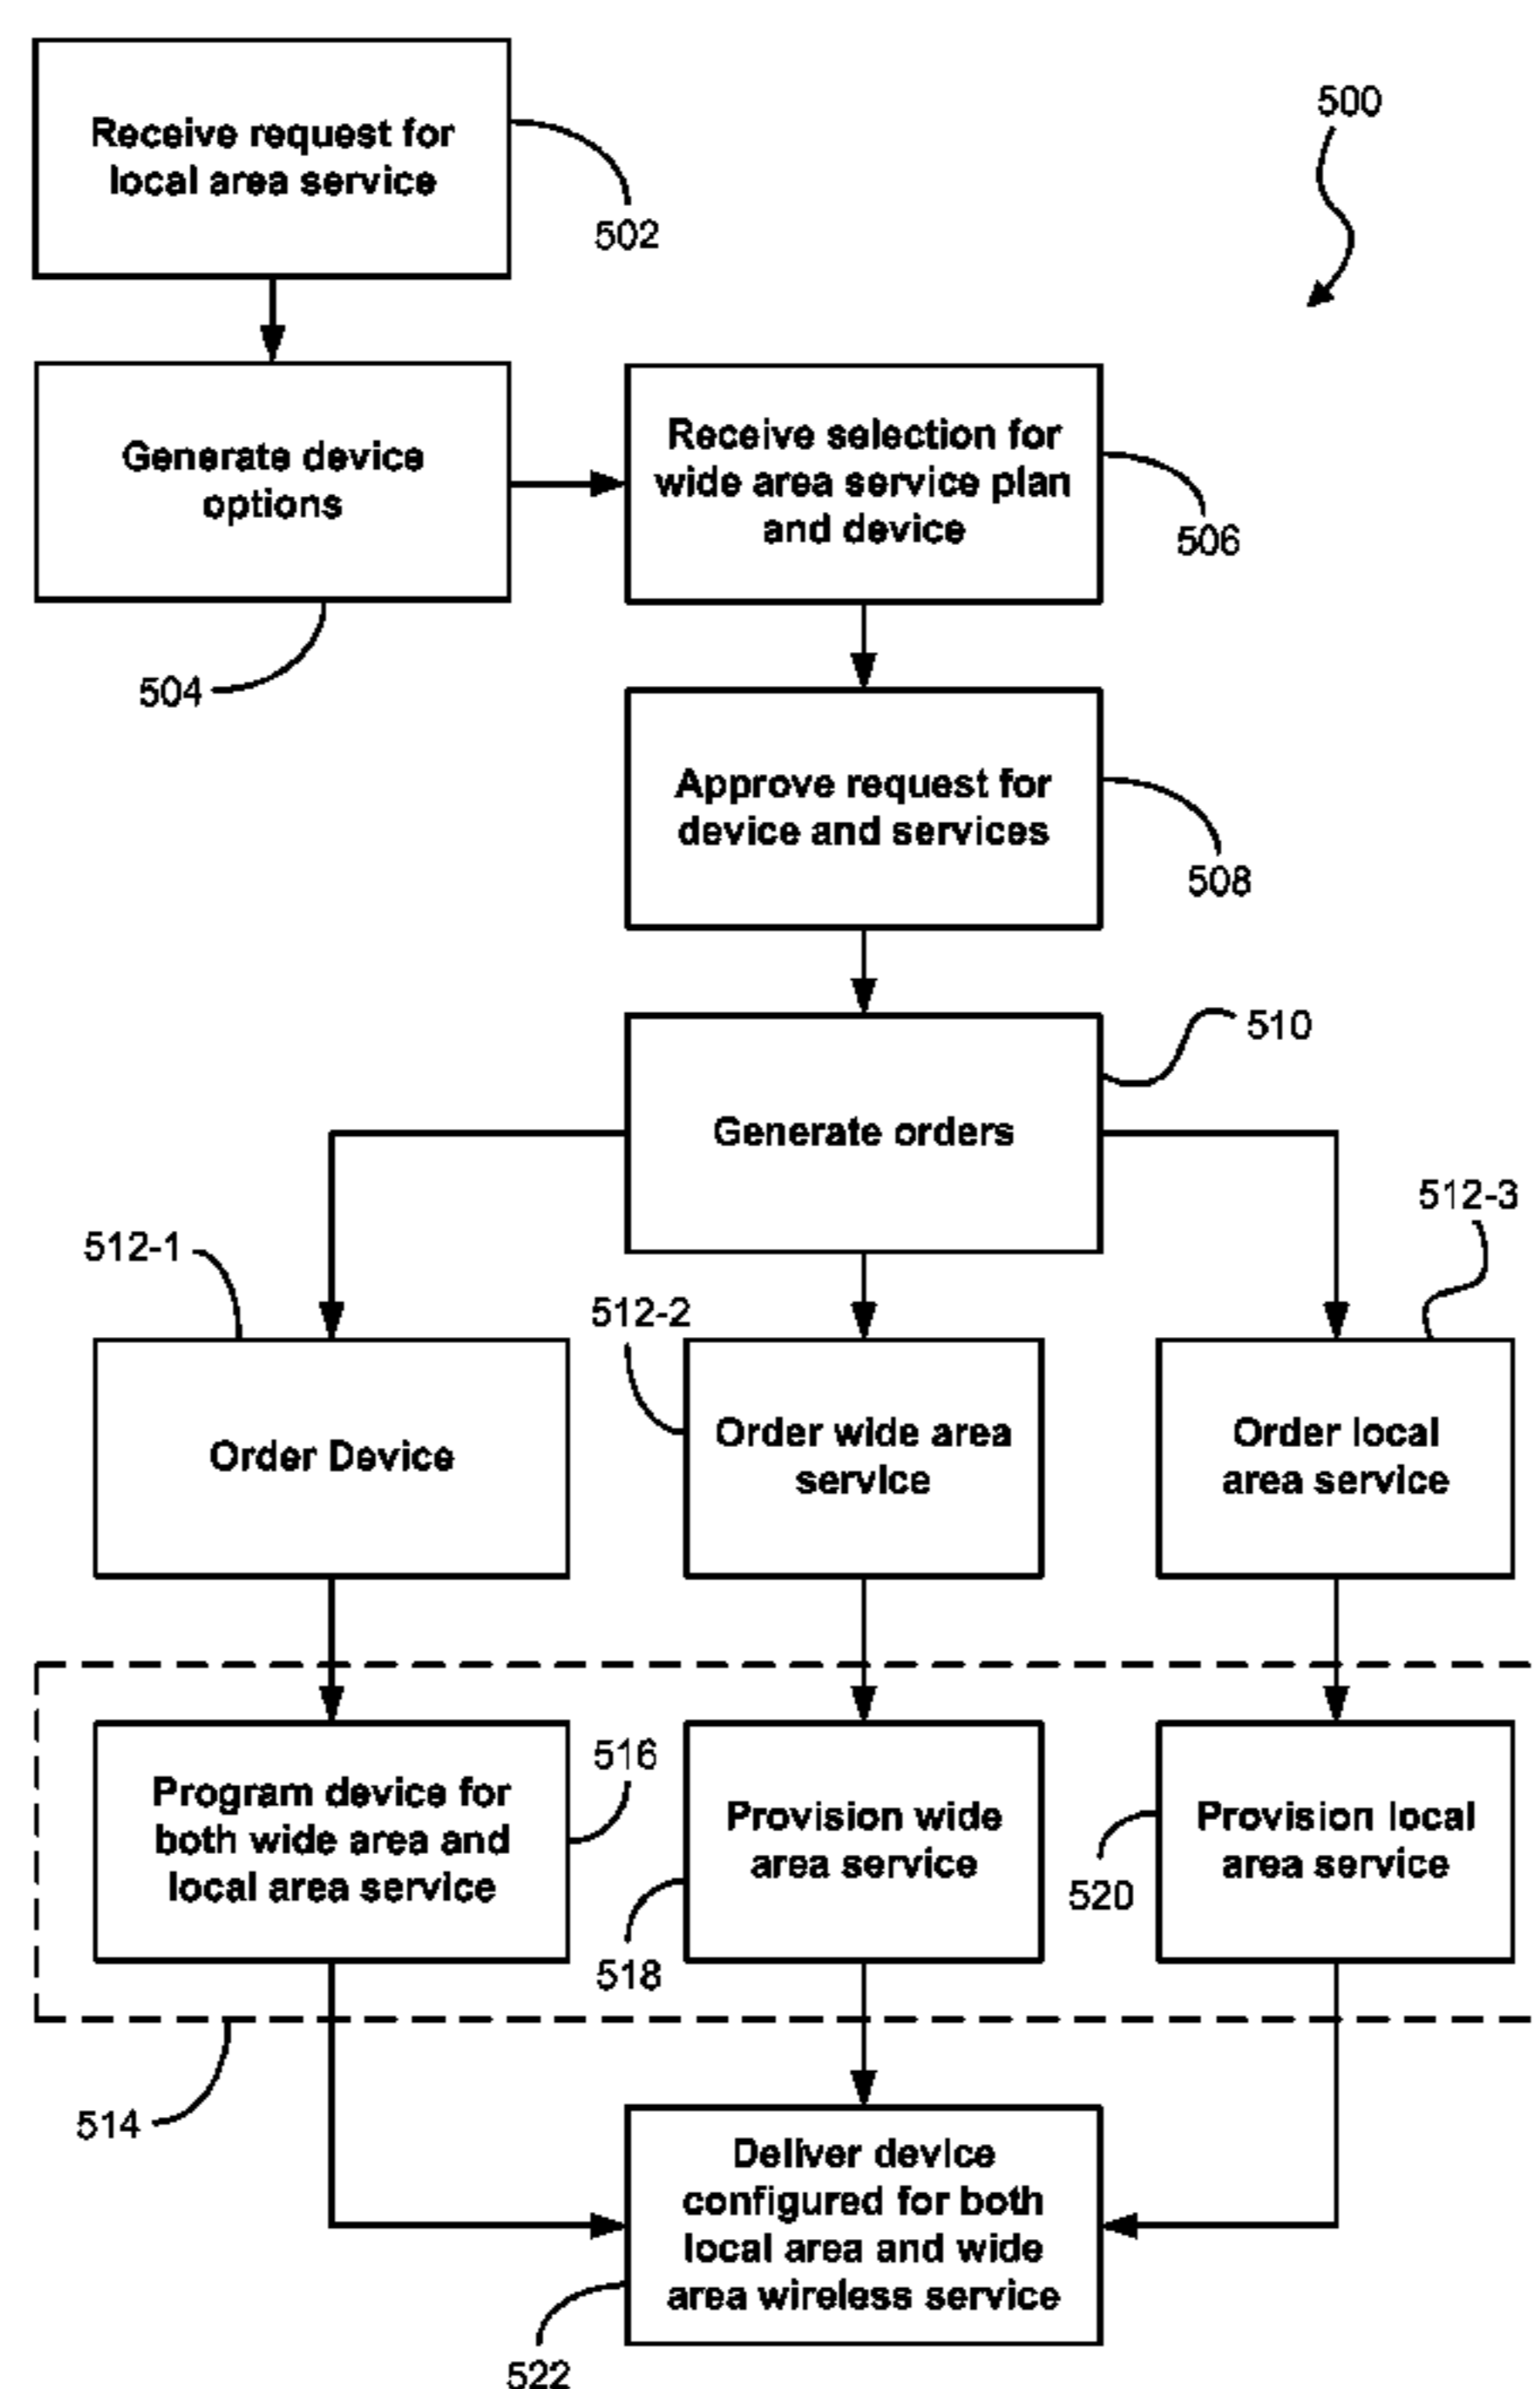 500
Receive request for
local area service
502
Generate device
options
504
Receive selection for
wide area service plan
and device
506
Approve request for
device and services
508
Generate orders
510
512-1
512-2
512-3
Order Device
Order wide area
service
Order local
area service
Program device for
both wide area and
local area service
516
Provision wide
area service
518
Provision local
area service
520
514
Deliver device
configured for both
local area and wide
area wireless service
522